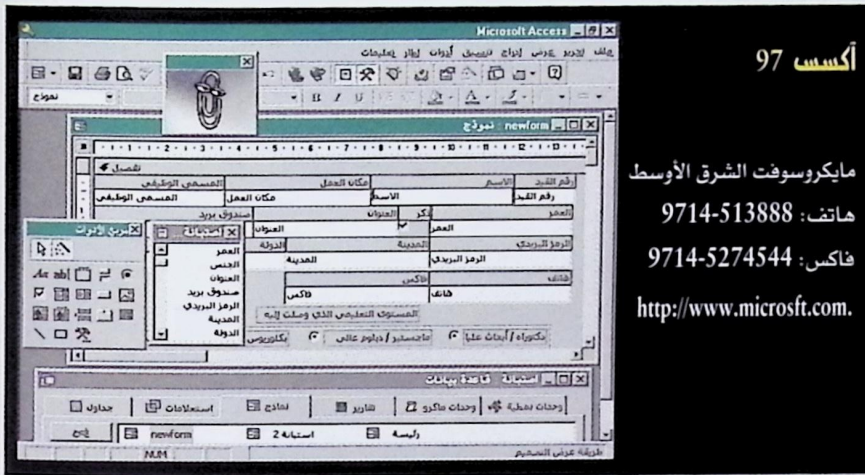 أكسس 97
مايكروسوفت الشرق الأوسط
هاتف: 9714-513888
فاكس: 9714-5274544
http://www.microsft.com.
Microsoft Access
ملف تحرير عرض إدراج تنسيق أدوات إطار تعليمات
نموذج
newform : نموذج
تفصيل
رقم القيد الاسم مكان العمل المسمى الوظيفي
رقم القيد الاسم مكان العمل المسمى الوظيفي
العمر ذكر العنوان صندوق بريد
العمر العنوان
الرمز البريدي المدينة الدولة
الرمز البريدي المدينة
هاتف فاكس
هاتف فاكس
المستوى التعليمي الذي وصلت إليه
دكتوراه / أبحاث عليا ماجستير / دبلوم عالي بكلوريوس
استبانة
العمر
الجنس
العنوان
صندوق بريد
الرمز البريدي
المدينة
الدولة
استبانة : قاعدة بيانات
وحدات نمطية وحدات ماكرو تقارير نماذج استعلامات جداول
رئيسة استبانة 2 newform
طريقة عرض التصميم NUM